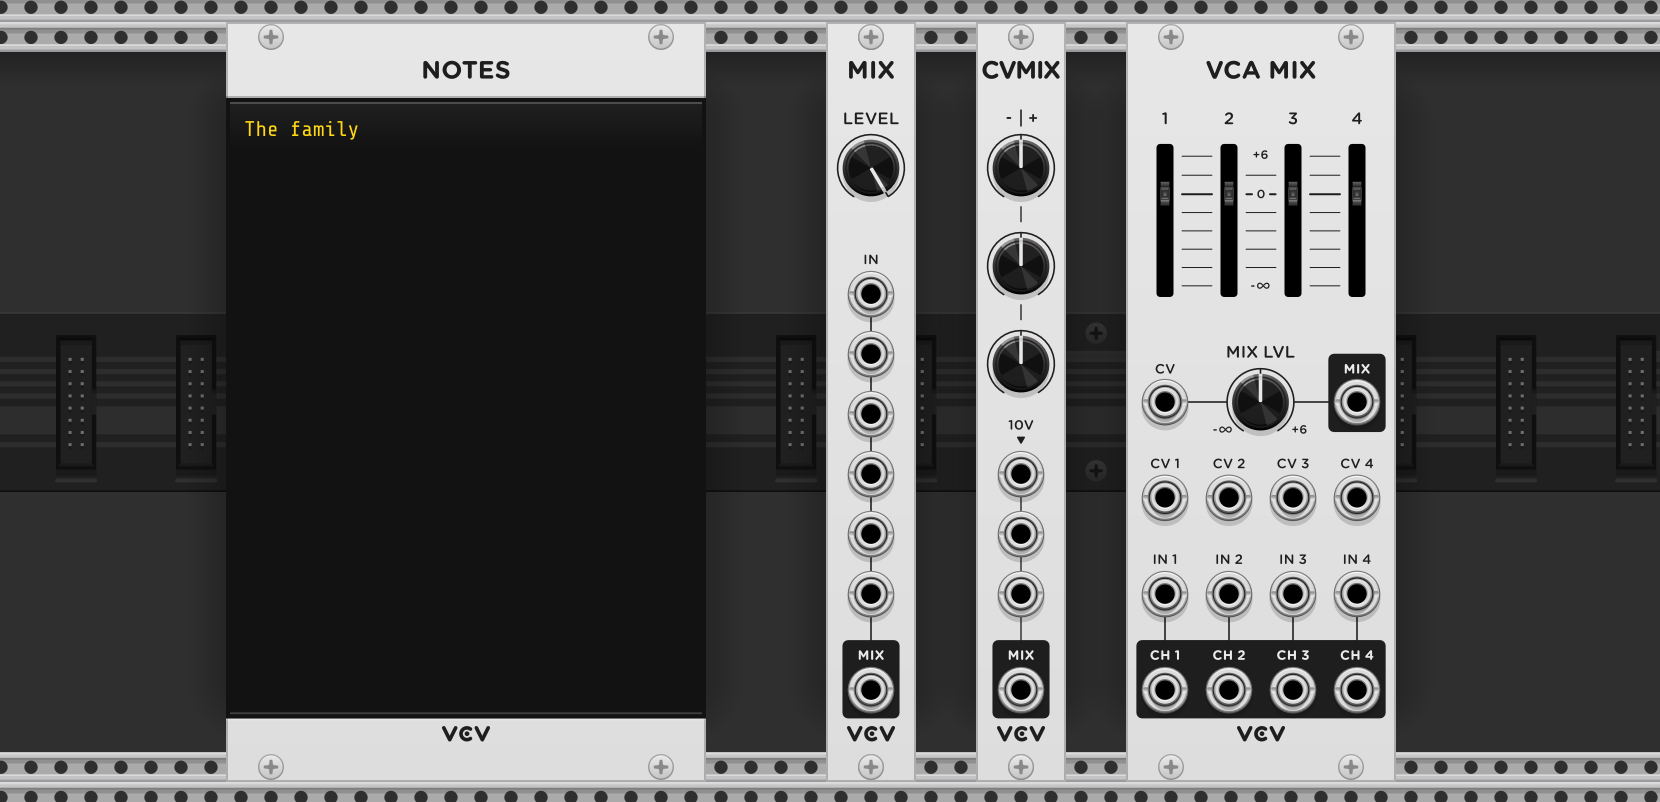 NOTES
The family
VCV
MIX
LEVEL
IN
MIX
VCV
CVMIX
- | +
10V
MIX
VCV
VCA MIX
1 2 3 4
+6
0
-∞
MIX LVL
CV
MIX
-∞ +6
CV 1 CV 2 CV 3 CV 4
IN 1 IN 2 IN 3 IN 4
CH 1 CH 2 CH 3 CH 4
VCV